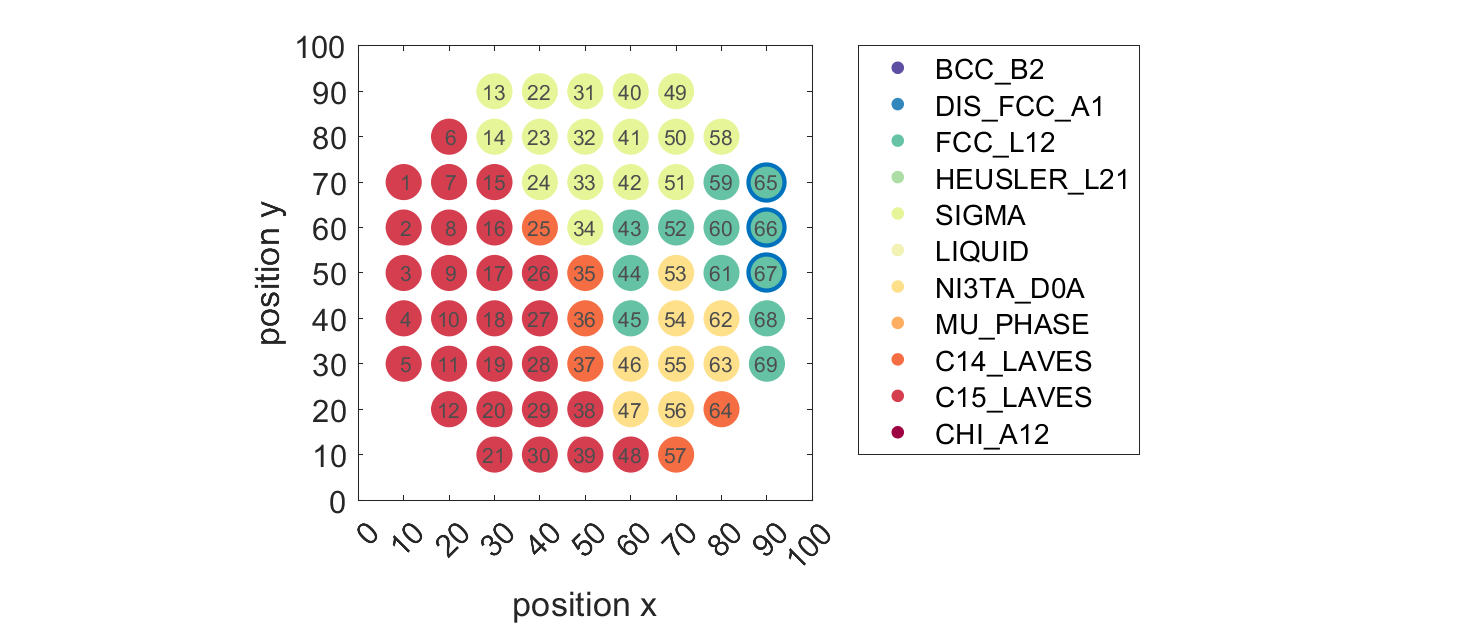 100
90
80
70
60
50
40
30
20
10
0
13 22 31 40 49
6 14 23 32 41 50 58
1 7 15 24 33 42 51 59 65
2 8 16 25 34 43 52 60 66
3 9 17 26 35 44 53 61 67
4 10 18 27 36 45 54 62 68
5 11 19 28 37 46 55 63 69
12 20 29 38 47 56 64
21 30 39 48 57
0 10 20 30 40 50 60 70 80 90 100
position x
position y
BCC_B2
DIS_FCC_A1
FCC_L12
HEUSLER_L21
SIGMA
LIQUID
NI3TA_D0A
MU_PHASE
C14_LAVES
C15_LAVES
CHI_A12